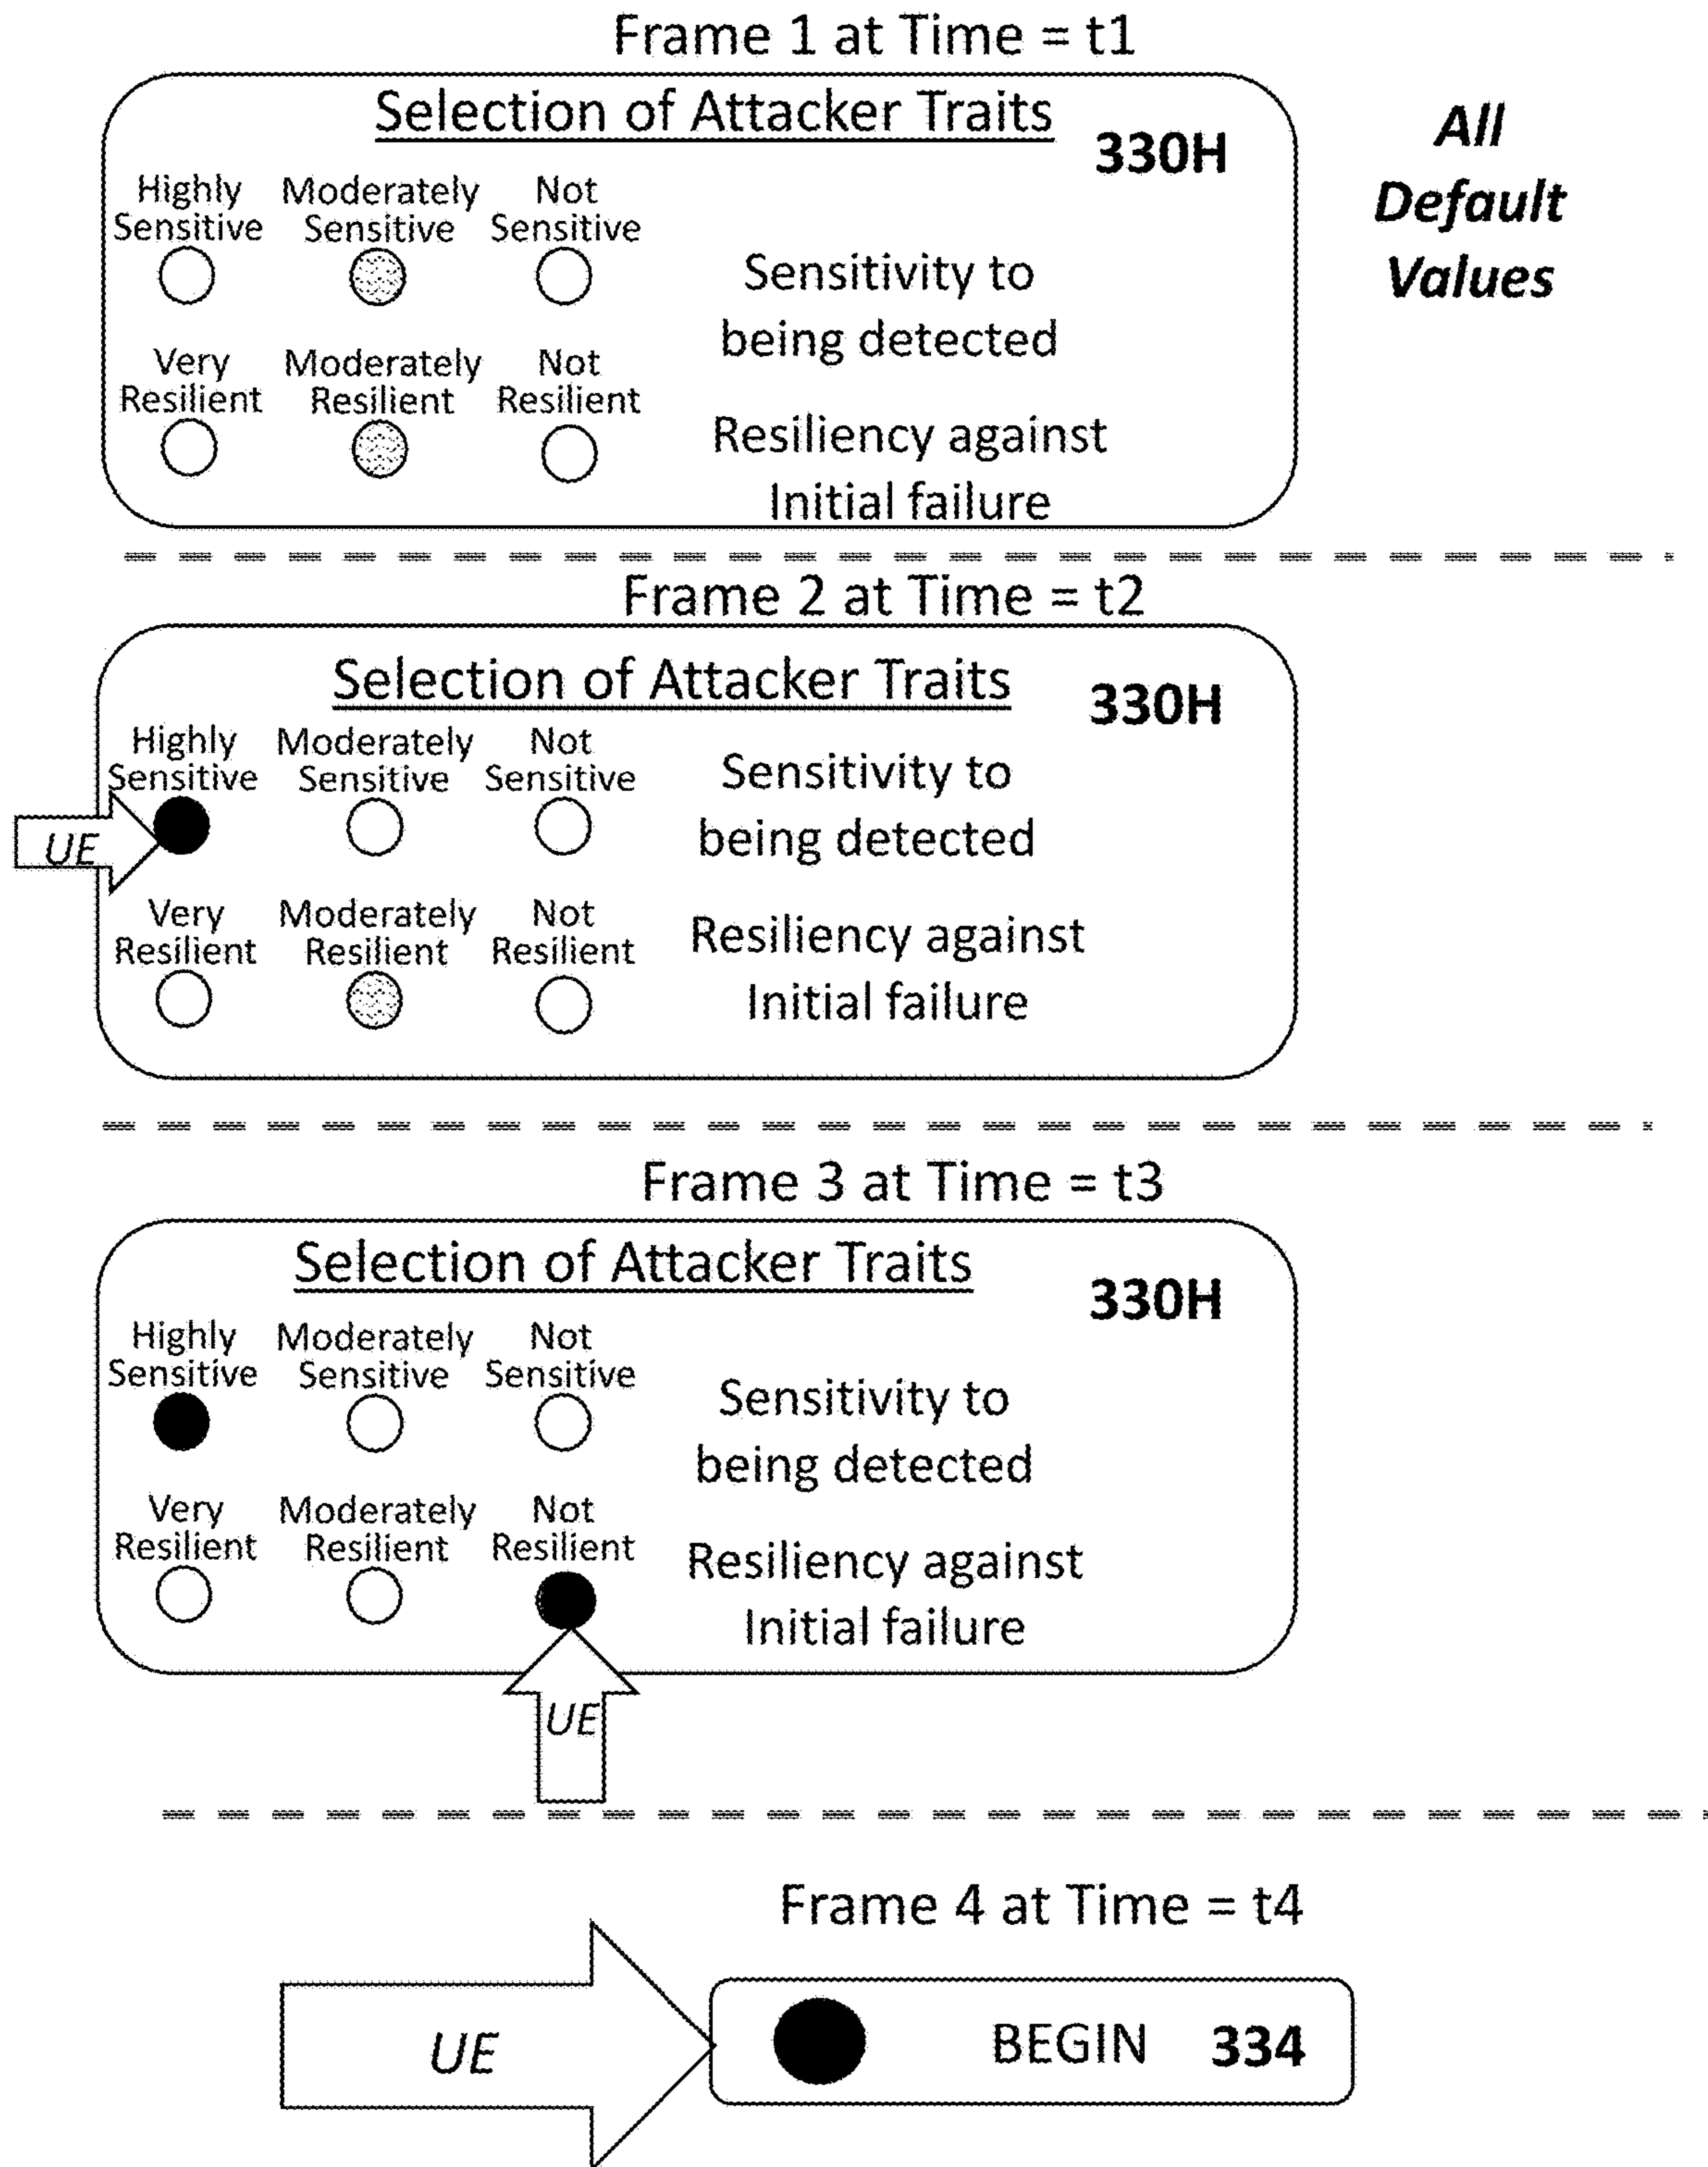 Frame 1 at Time = t1
Selection of Attacker Traits
330H
All
Default
Values
Highly Moderately Not
Sensitive Sensitive Sensitive
Sensitivity to
being detected
Very Moderately Not
Resilient Resilient Resilient
Resiliency against
Initial failure
Frame 2 at Time = t2
Selection of Attacker Traits
330H
Highly Moderately Not
Sensitive Sensitive Sensitive
Sensitivity to
being detected
UE
Very Moderately Not
Resilient Resilient Resilient
Resiliency against
Initial failure
Frame 3 at Time = t3
Selection of Attacker Traits
330H
Highly Moderately Not
Sensitive Sensitive Sensitive
Sensitivity to
being detected
Very Moderately Not
Resilient Resilient Resilient
Resiliency against
Initial failure
UE
Frame 4 at Time = t4
UE
BEGIN 334